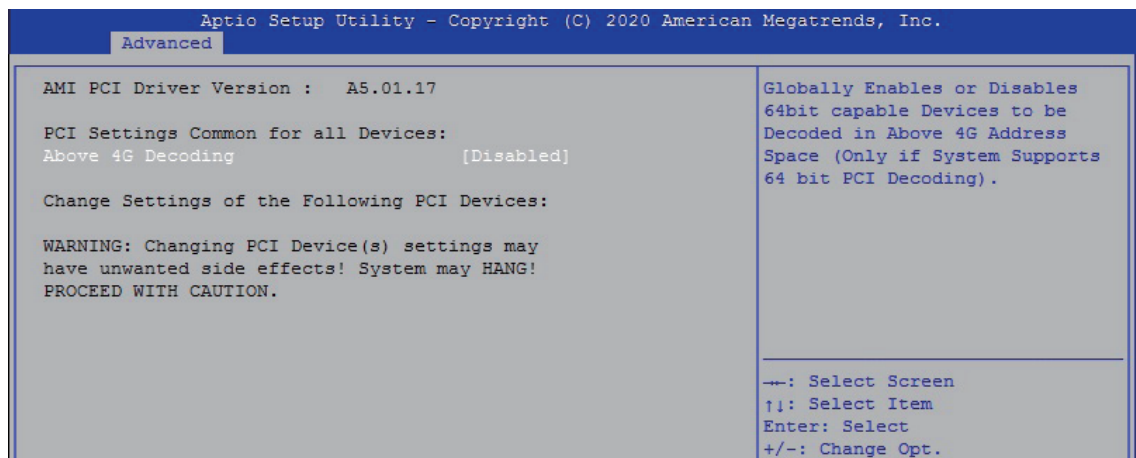 Aptio Setup Utility – Copyright (C) 2020 American Megatrends, Inc.
Advanced
AMI PCI Driver Version :   A5.01.17
PCI Settings Common for all Devices:
Above 4G Decoding   [Disabled]
Change Settings of the Following PCI Devices:
WARNING: Changing PCI Device(s) settings may
have unwanted side effects! System may HANG!
PROCEED WITH CAUTION.
Globally Enables or Disables
64bit capable Devices to be
Decoded in Above 4G Address
Space (Only if System Supports
64 bit PCI Decoding).
→←: Select Screen
↑↓: Select Item
Enter: Select
+/-: Change Opt.